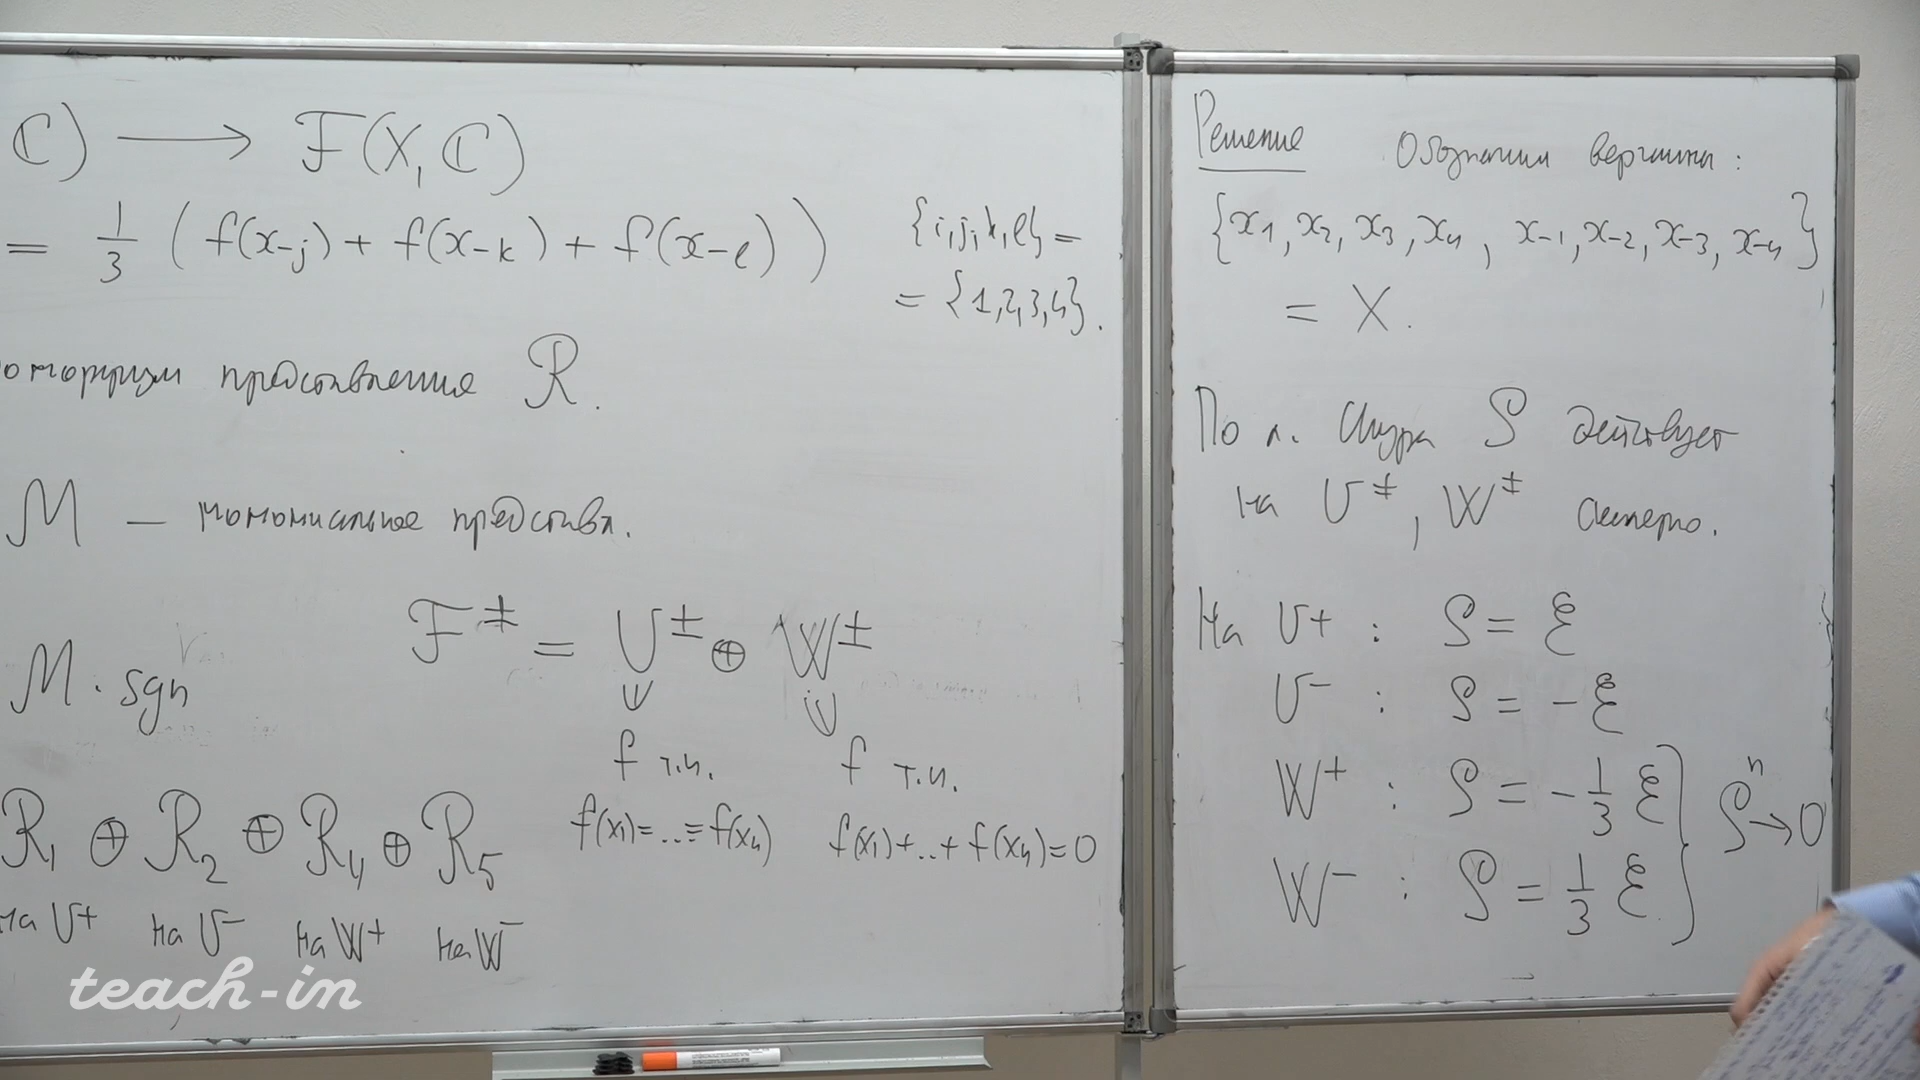 ℂ) ⟶ ℱ(X, ℂ)
= 1/3 ( f(x₋ⱼ) + f(x₋ₖ) + f(x₋ₗ) ) {i,j,k,l} =
= {1,2,3,4}.
оморфизм представления R.
M — мономиальное представл.
ℱ^± = U^± ⊕ W^±
M · sgn
f т.ч. f т.ч.
f(x₁)=...=f(x₄) f(x₁)+..+f(x₄)=0
R₁ ⊕ R₂ ⊕ R₄ ⊕ R₅
на U⁺ на U⁻ на W⁺ на W⁻
teach-in
Решение Обозначим вершины:
{x₁, x₂, x₃, x₄, x₋₁, x₋₂, x₋₃, x₋₄}
= X.
По л. Шура S действует
на U^±, W^± скалярно.
На U⁺ : S = ℰ
U⁻ : S = -ℰ
W⁺ : S = -1/3 ℰ
W⁻ : S = 1/3 ℰ } Sⁿ → 0